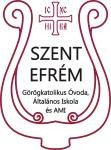 IC XC
NI KA
SZENT
EFRÉM
Görögkatolikus Óvoda,
Általános Iskola
és AMI